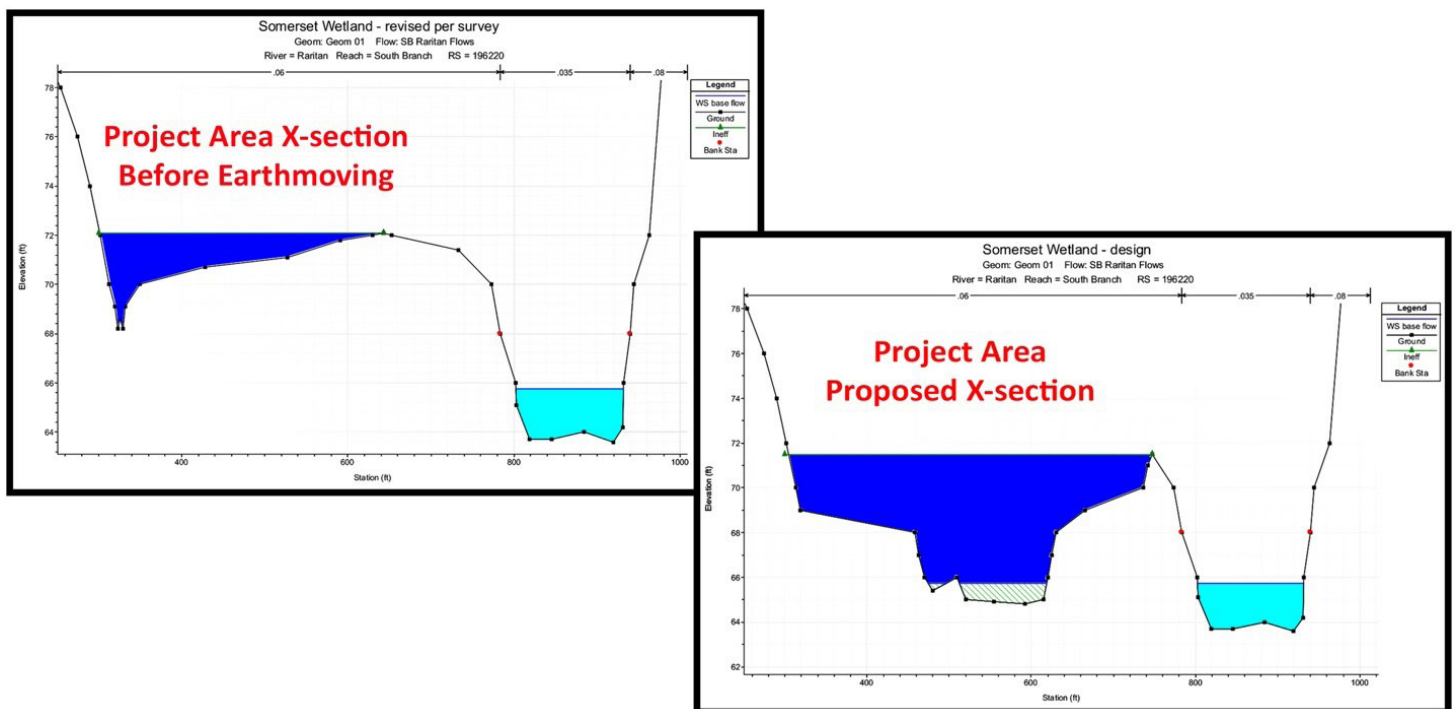 Somerset Wetland - revised per survey
Geom: Geom 01 Flow: SB Raritan Flows
River = Raritan Reach = South Branch RS = 196220
.06 .035 .08
Legend
WS base flow
Ground
Ineff
Bank Sta
Project Area X-section
Before Earthmoving
78
76
74
72
70
68
66
64
Elevation (ft)
400 600 800 1000
Station (ft)
Somerset Wetland - design
Geom: Geom 01 Flow: SB Raritan Flows
River = Raritan Reach = South Branch RS = 196220
.06 .035 .08
Legend
WS base flow
Ground
Ineff
Bank Sta
Project Area
Proposed X-section
78
76
74
72
70
68
66
64
62
Elevation (ft)
400 600 800 1000
Station (ft)